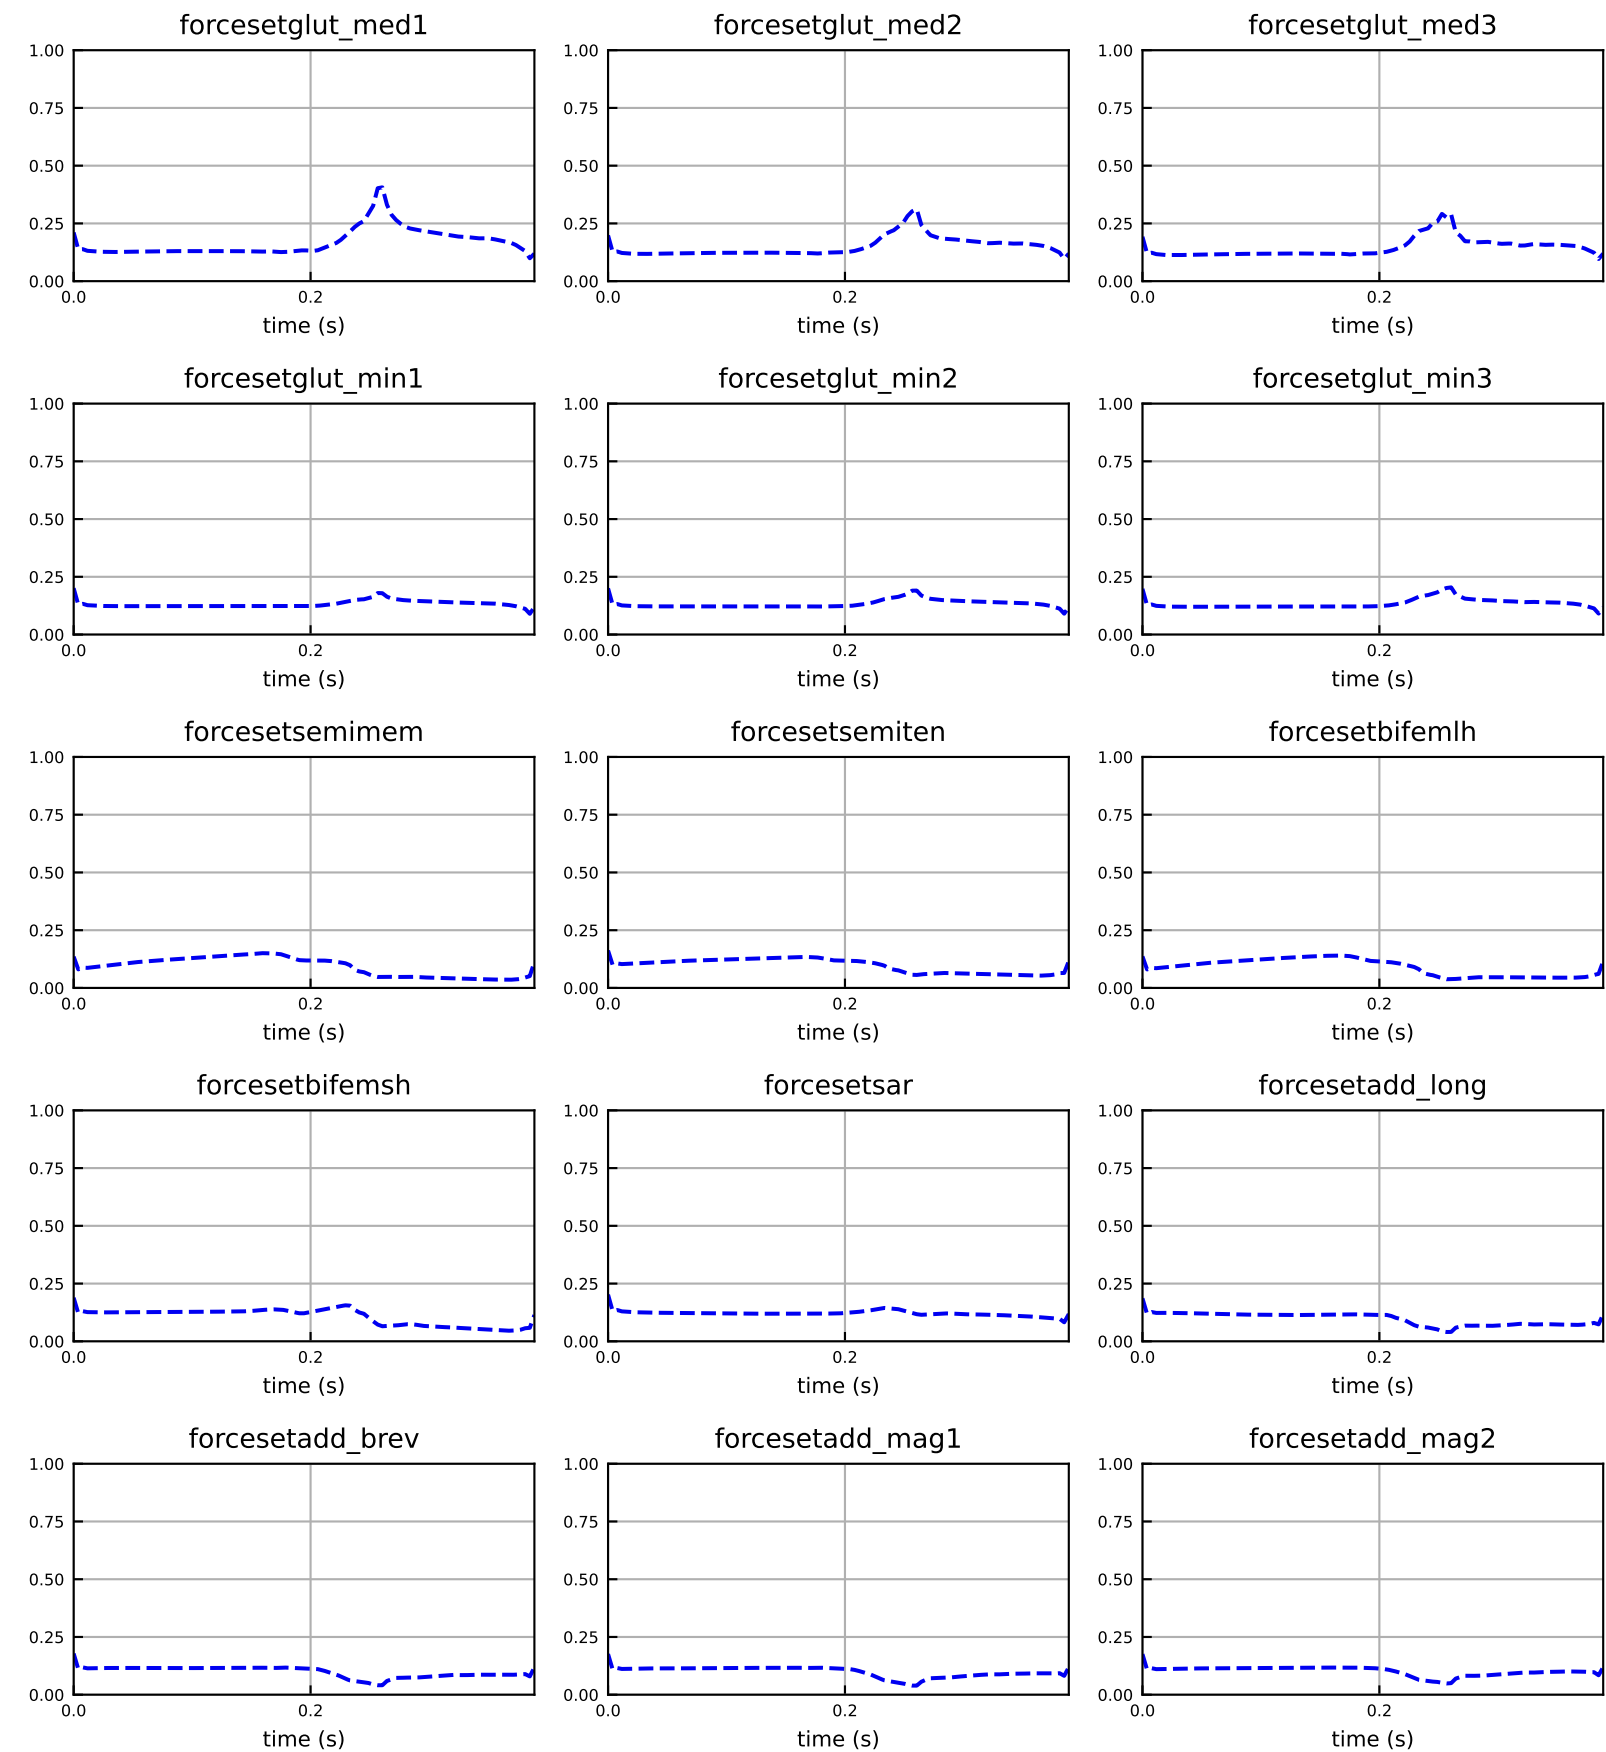 forcesetglut_med1 forcesetglut_med2 forcesetglut_med3
1.00 1.00 1.00
0.75 0.75 0.75
0.50 0.50 0.50
0.25 0.25 0.25
0.00 0.00 0.00
0.0 0.2 0.0 0.2 0.0 0.2
time (s) time (s) time (s)
forcesetglut_min1 forcesetglut_min2 forcesetglut_min3
1.00 1.00 1.00
0.75 0.75 0.75
0.50 0.50 0.50
0.25 0.25 0.25
0.00 0.00 0.00
0.0 0.2 0.0 0.2 0.0 0.2
time (s) time (s) time (s)
forcesetsemimem forcesetsemiten forcesetbifemlh
1.00 1.00 1.00
0.75 0.75 0.75
0.50 0.50 0.50
0.25 0.25 0.25
0.00 0.00 0.00
0.0 0.2 0.0 0.2 0.0 0.2
time (s) time (s) time (s)
forcesetbifemsh forcesetsar forcesetadd_long
1.00 1.00 1.00
0.75 0.75 0.75
0.50 0.50 0.50
0.25 0.25 0.25
0.00 0.00 0.00
0.0 0.2 0.0 0.2 0.0 0.2
time (s) time (s) time (s)
forcesetadd_brev forcesetadd_mag1 forcesetadd_mag2
1.00 1.00 1.00
0.75 0.75 0.75
0.50 0.50 0.50
0.25 0.25 0.25
0.00 0.00 0.00
0.0 0.2 0.0 0.2 0.0 0.2
time (s) time (s) time (s)